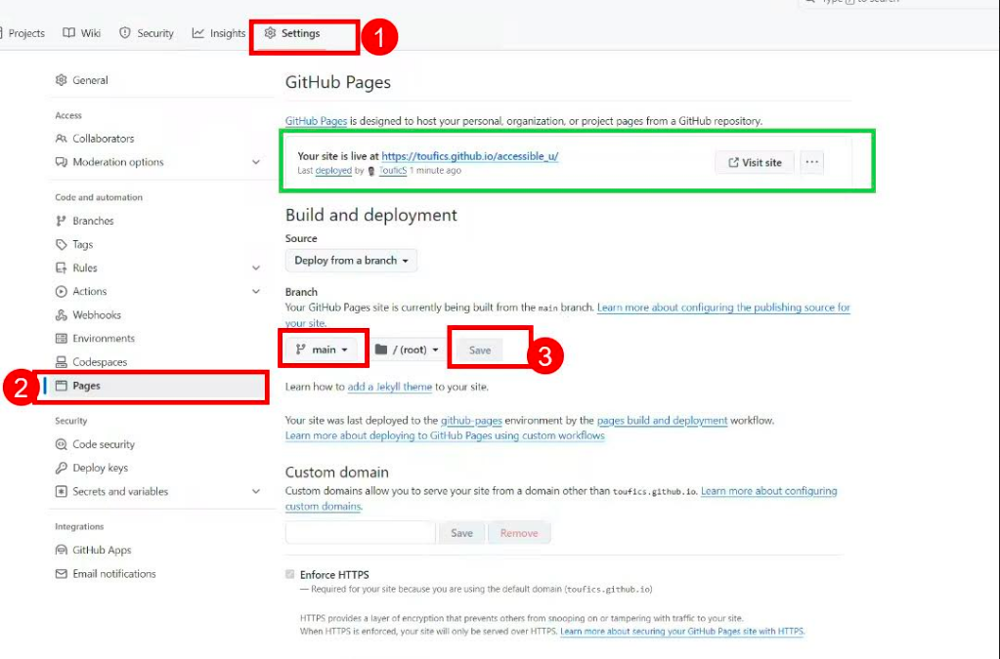 Type / to search
Projects Wiki Security Insights Settings 1
General
Access
Collaborators
Moderation options
Code and automation
Branches
Tags
Rules
Actions
Webhooks
Environments
Codespaces
2 Pages
Security
Code security
Deploy keys
Secrets and variables
Integrations
GitHub Apps
Email notifications
GitHub Pages
GitHub Pages is designed to host your personal, organization, or project pages from a GitHub repository.
Your site is live at https://toufics.github.io/accessible_u/
Last deployed by TouficS 1 minute ago
Visit site ...
Build and deployment
Source
Deploy from a branch
Branch
Your GitHub Pages site is currently being built from the main branch. Learn more about configuring the publishing source for
your site.
main / (root) Save 3
Learn how to add a Jekyll theme to your site.
Your site was last deployed to the github-pages environment by the pages build and deployment workflow.
Learn more about deploying to GitHub Pages using custom workflows
Custom domain
Custom domains allow you to serve your site from a domain other than toufics.github.io. Learn more about configuring
custom domains.
Save Remove
Enforce HTTPS
— Required for your site because you are using the default domain (toufics.github.io)
HTTPS provides a layer of encryption that prevents others from snooping on or tampering with traffic to your site.
When HTTPS is enforced, your site will only be served over HTTPS. Learn more about securing your GitHub Pages site with HTTPS.